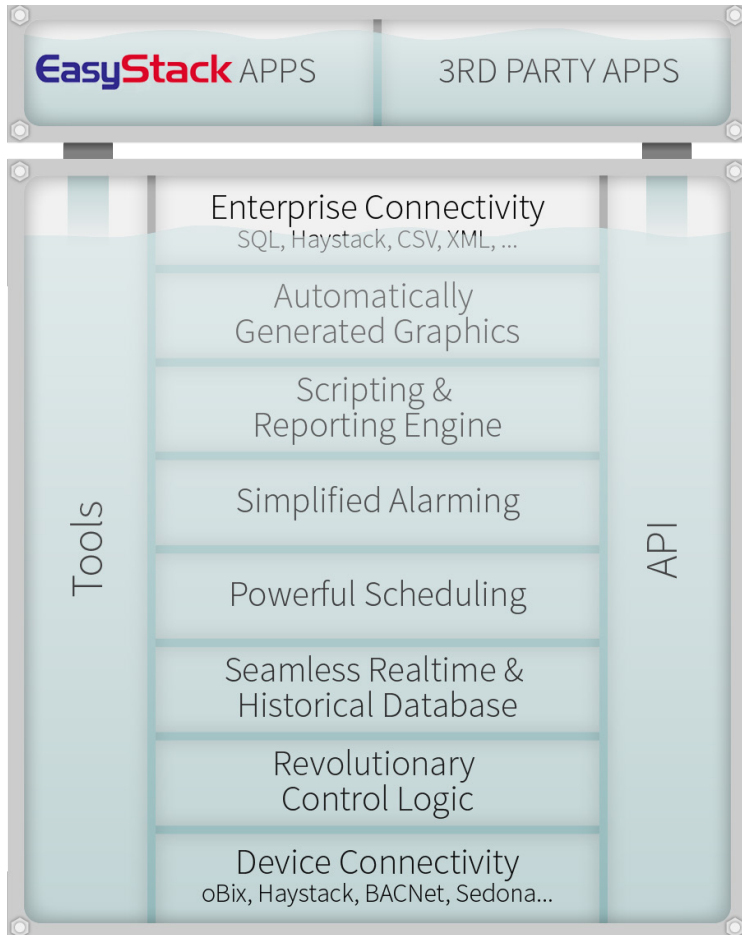 EasyStack APPS
3RD PARTY APPS
Enterprise Connectivity
SQL, Haystack, CSV, XML, ...
Automatically
Generated Graphics
Scripting &
Reporting Engine
Simplified Alarming
Tools
API
Powerful Scheduling
Seamless Realtime &
Historical Database
Revolutionary
Control Logic
Device Connectivity
oBix, Haystack, BACNet, Sedona...